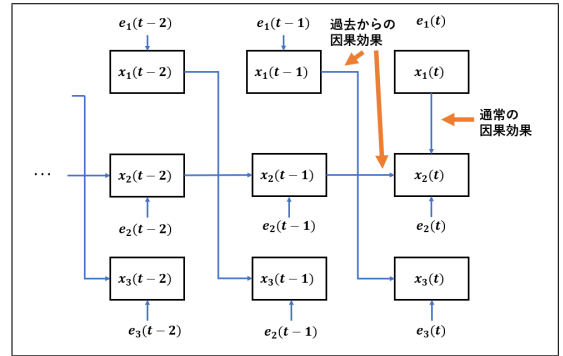 e₁(t−2)
e₁(t−1)
過去からの
因果効果
e₁(t)
x₁(t−2)
x₁(t−1)
x₁(t)
通常の
因果効果
...
x₂(t−2)
x₂(t−1)
x₂(t)
e₂(t−2)
e₂(t−1)
e₂(t)
x₃(t−2)
x₃(t−1)
x₃(t)
e₃(t−2)
e₂(t−1)
e₃(t)